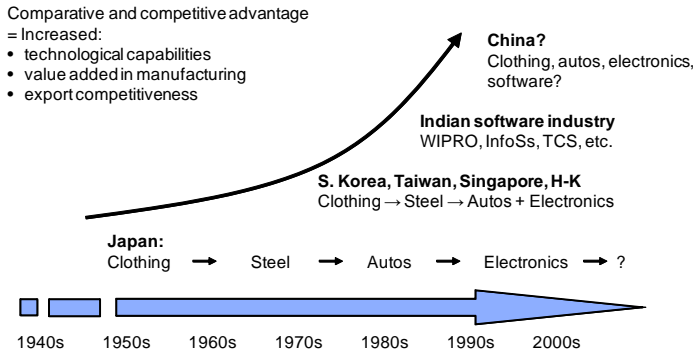 Comparative and competitive advantage
= Increased:
• technological capabilities
• value added in manufacturing
• export competitiveness
China?
Clothing, autos, electronics,
software?
Indian software industry
WIPRO, InfoSs, TCS, etc.
S. Korea, Taiwan, Singapore, H-K
Clothing → Steel → Autos + Electronics
Japan:
Clothing → Steel → Autos → Electronics → ?
1940s 1950s 1960s 1970s 1980s 1990s 2000s